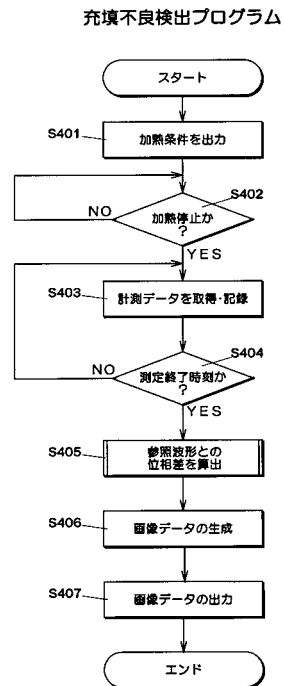 充填不良検出プログラム
スタート
S401
加熱条件を出力
S402
加熱停止か
?
NO
YES
S403
計測データを取得・記録
S404
測定終了時刻か
?
NO
YES
S405
参照波形との
位相差を算出
S406
画像データの生成
S407
画像データの出力
エンド